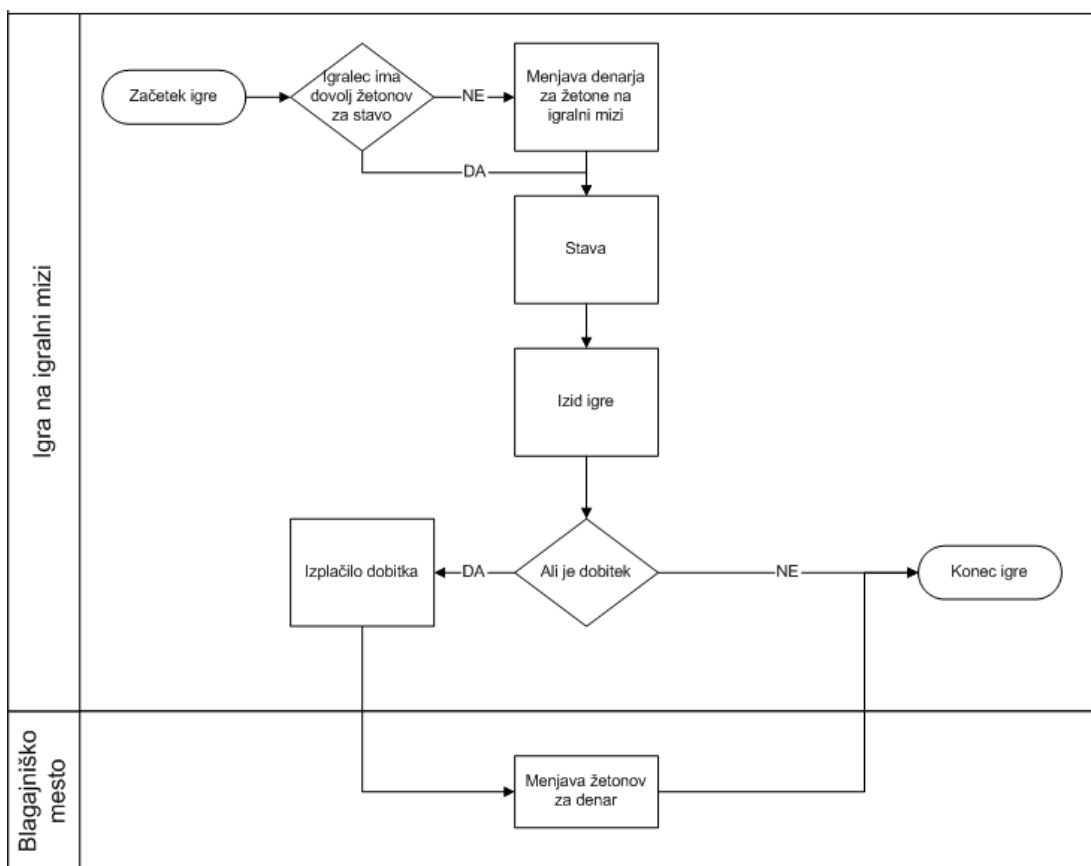 Igra na igralni mizi
Začetek igre
Igralec ima
dovolj žetonov
za stavo
NE
Menjava denarja
za žetone na
igralni mizi
DA
Stava
Izid igre
Izplačilo dobitka
DA
Ali je dobitek
NE
Konec igre
Blagajniško
mesto
Menjava žetonov
za denar